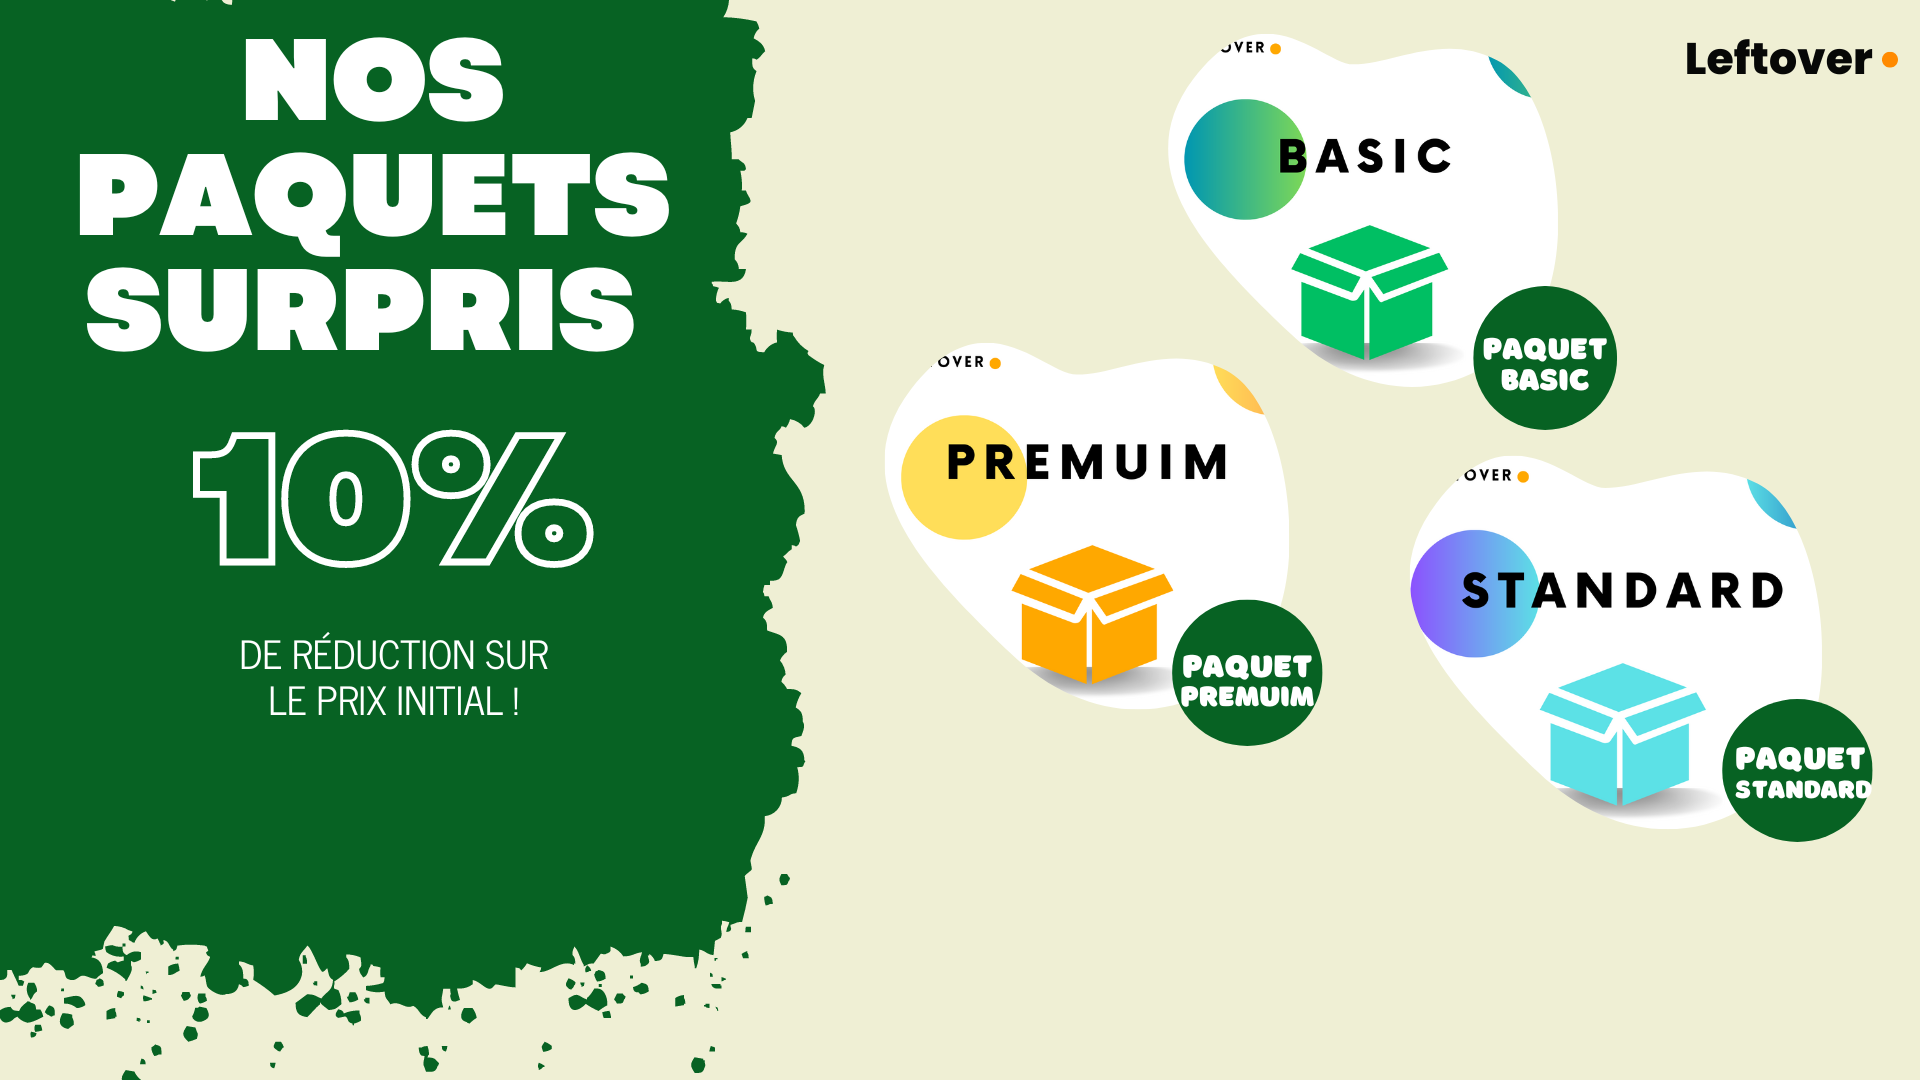 NOS
PAQUETS
SURPRIS
10%
DE RÉDUCTION SUR
LE PRIX INITIAL !
Leftover
OVER
BASIC
PAQUET
BASIC
OVER
PREMUIM
PAQUET
PREMUIM
OVER
STANDARD
PAQUET
STANDARD